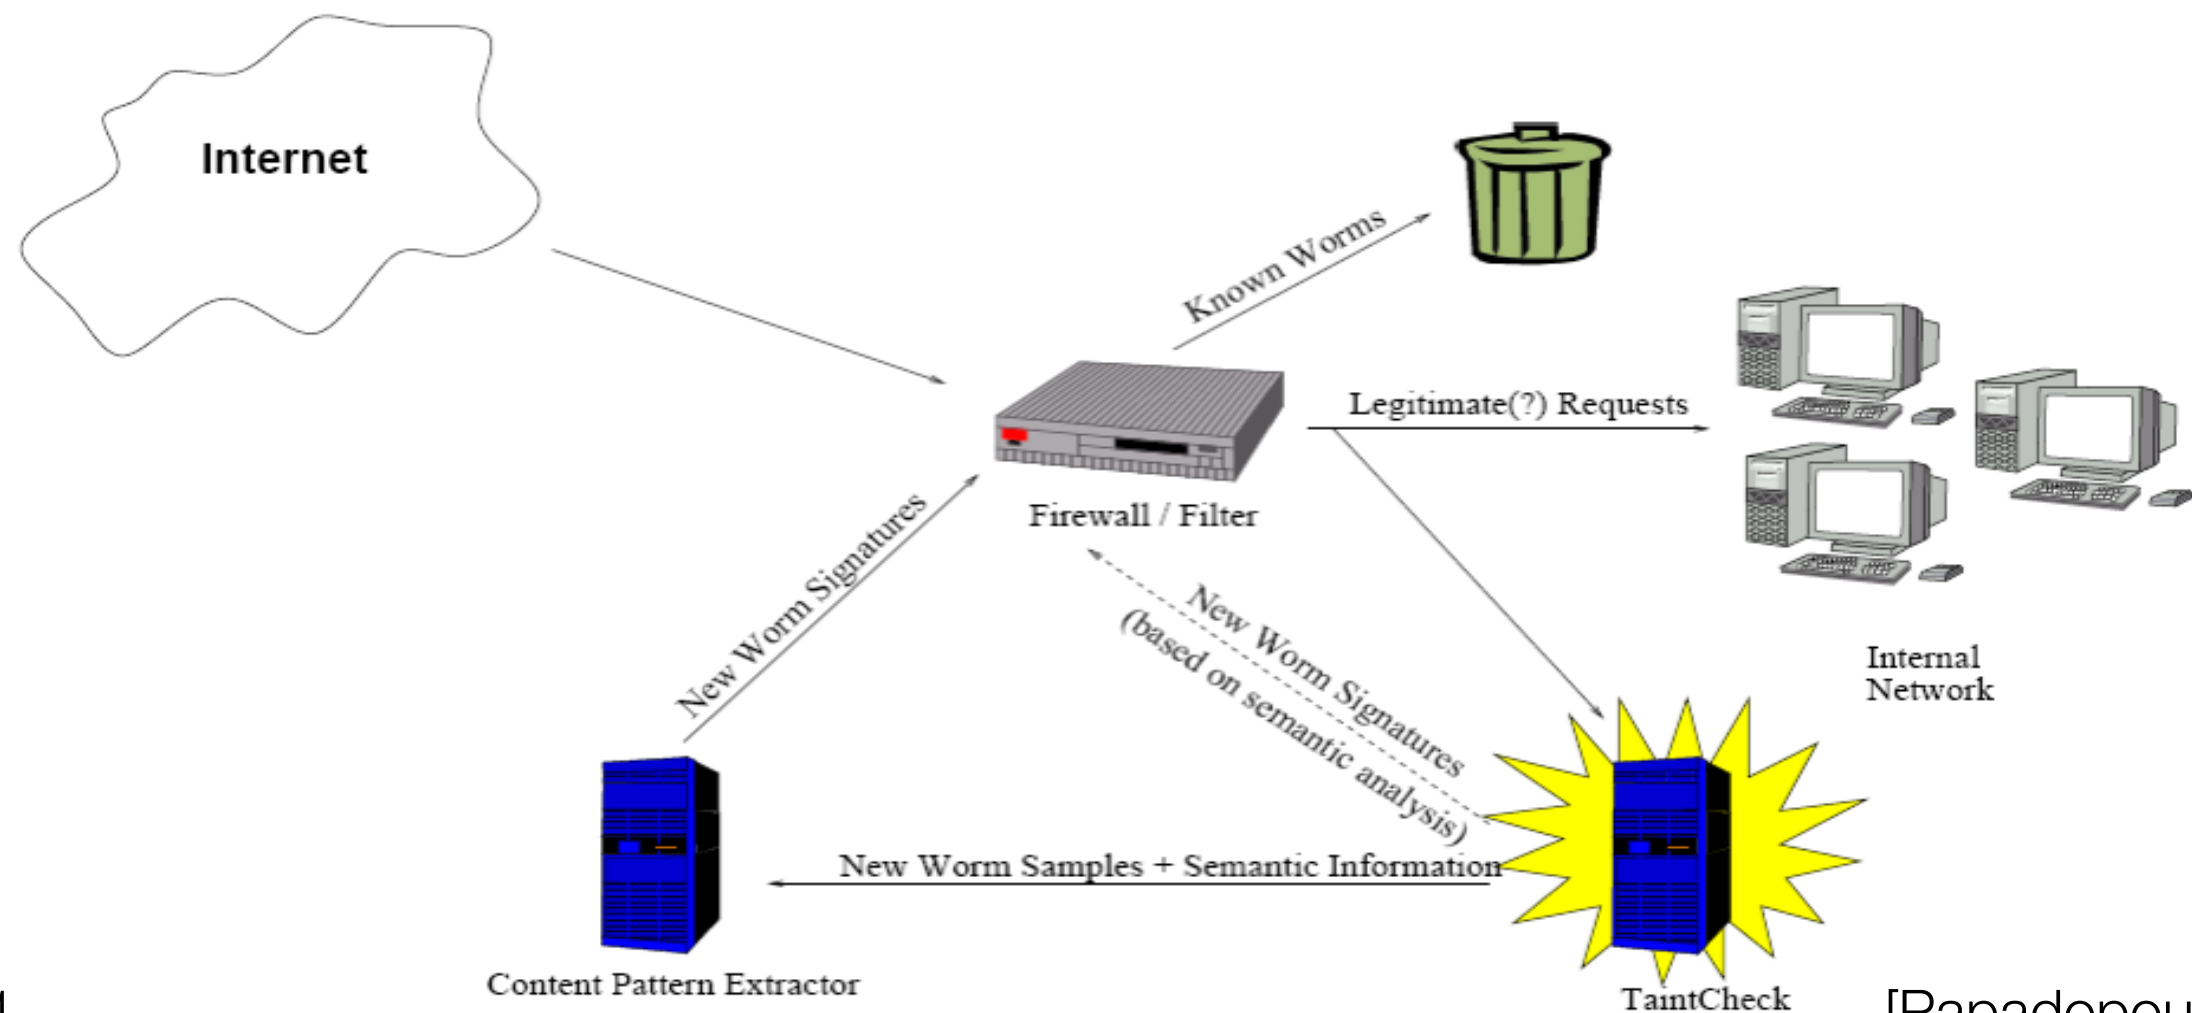 Internet
Known Worms
Legitimate(?) Requests
Firewall / Filter
New Worm Signatures
New Worm Signatures
(based on semantic analysis)
Internal
Network
New Worm Samples + Semantic Information
Content Pattern Extractor
TaintCheck